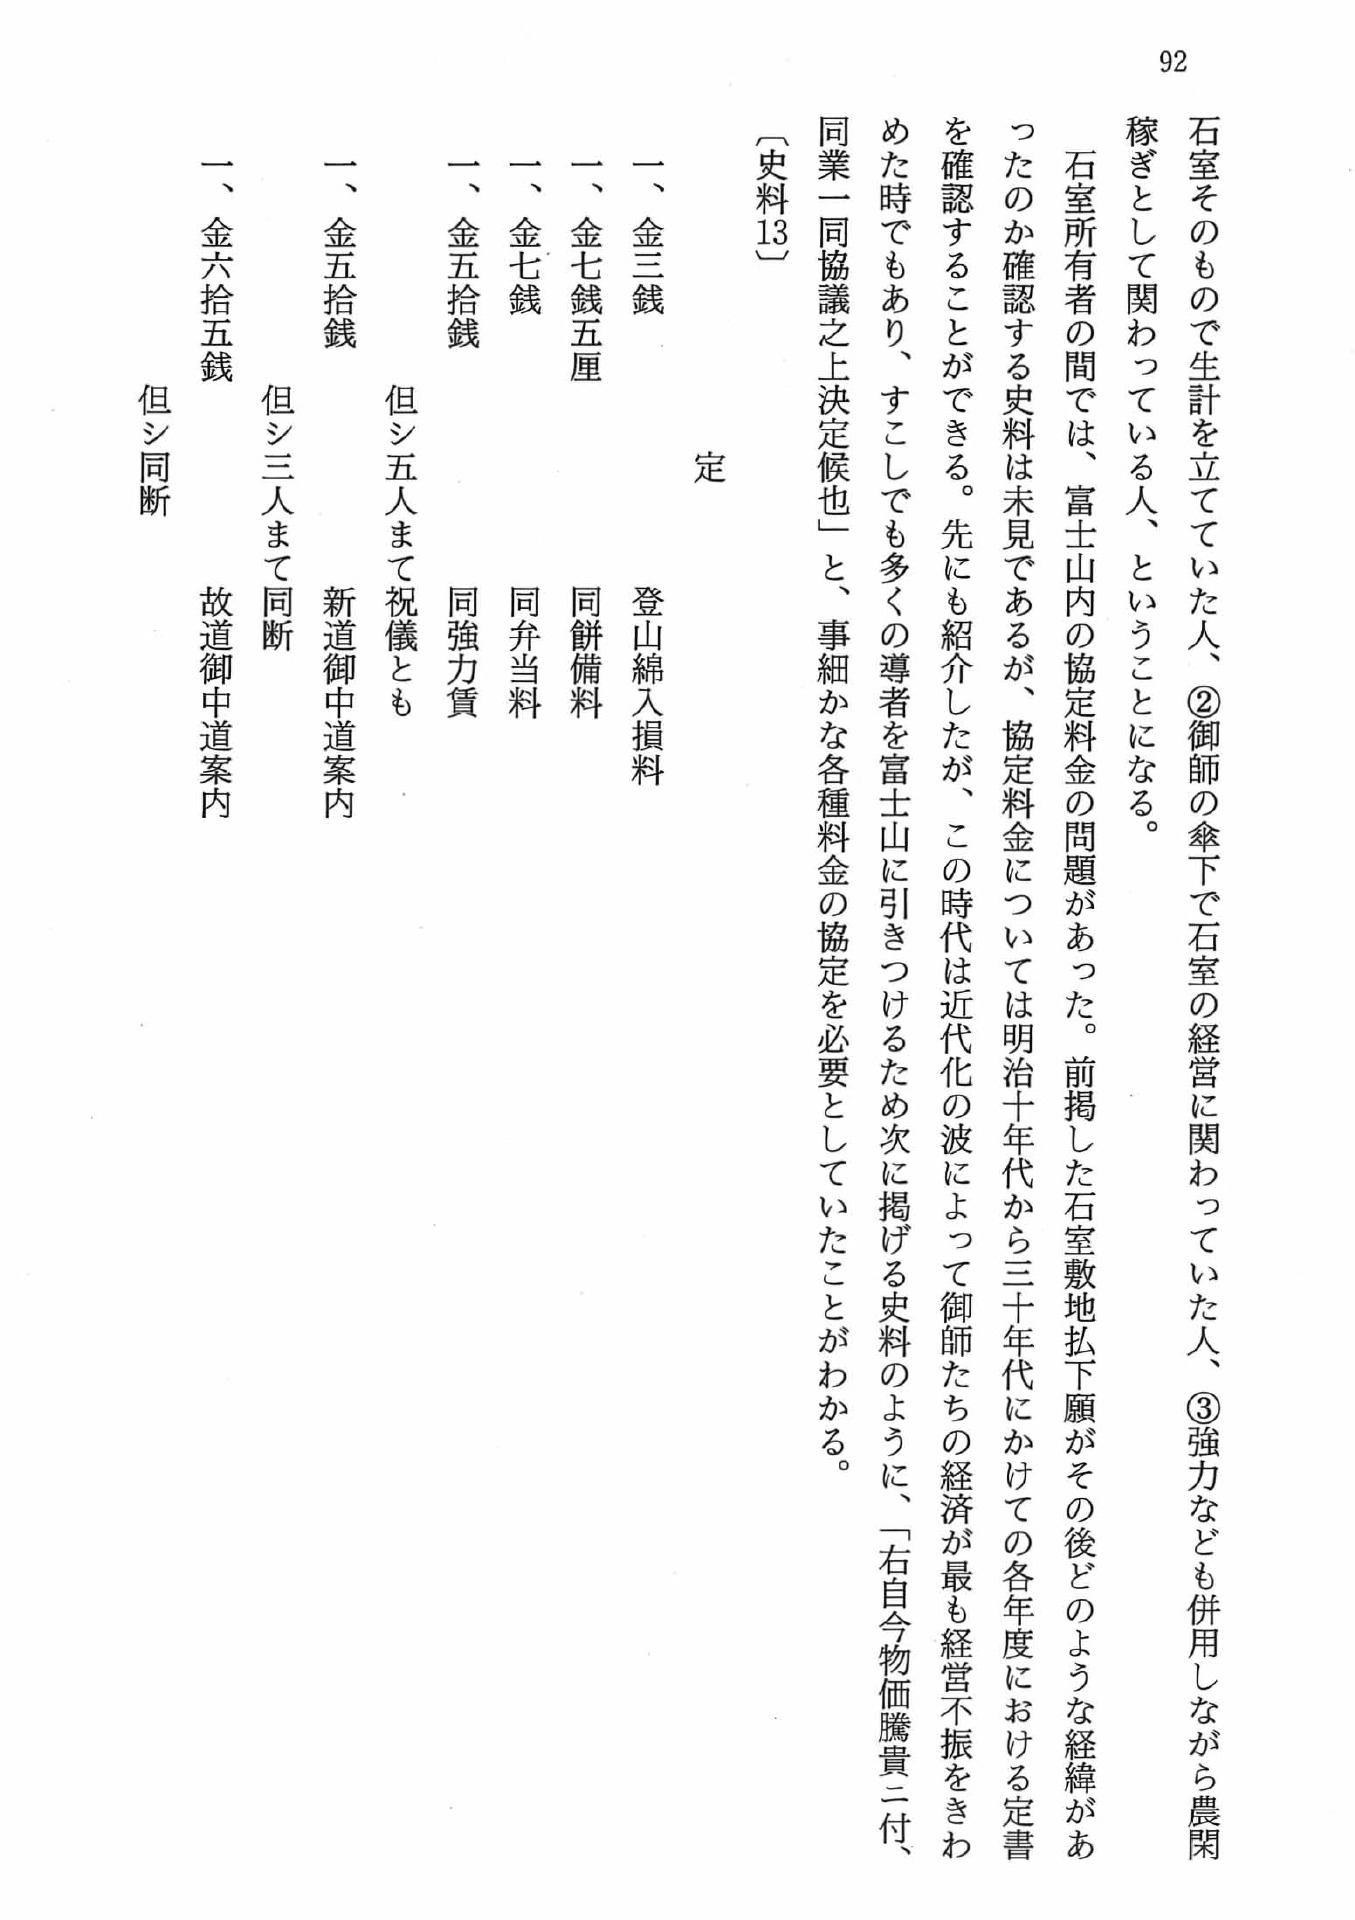 92
石室そのもので生計を立てていた人、②御師の傘下で石室の経営に関わっていた人、③強力なども併用しながら農閑
稼ぎとして関わっている人、ということになる。
石室所有者の間では、富士山内の協定料金の問題があった。前掲した石室敷地払下願がその後どのような経緯があ
ったのか確認する史料は未見であるが、協定料金については明治十年代から三十年代にかけての各年度における定書
を確認することができる。先にも紹介したが、この時代は近代化の波によって御師たちの経済が最も経営不振をきわ
めた時でもあり、すこしでも多くの導者を富士山に引きつけるため次に掲げる史料のように、「右自今物価騰貴ニ付、
同業一同協議之上決定候也」と、事細かな各種料金の協定を必要としていたことがわかる。
〔史料13〕
定
一、金三銭　登山綿入損料
一、金七銭五厘　同餅備料
一、金七銭　同弁当料
一、金五拾銭　同強力賃
但シ五人まて祝儀とも
一、金五拾銭　新道御中道案内
但シ三人まて同断
一、金六拾五銭　故道御中道案内
但シ同断